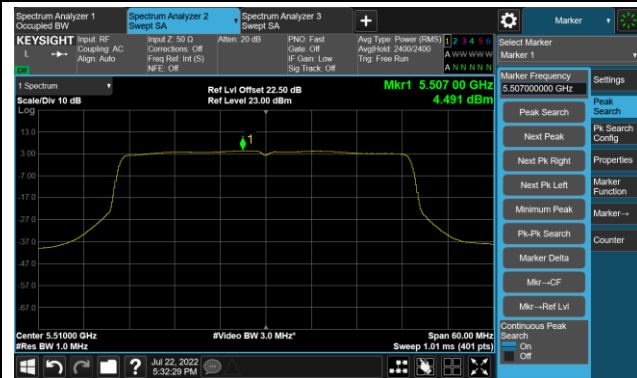 Spectrum Analyzer 1
Occupied BW
Spectrum Analyzer 2
Swept SA
Spectrum Analyzer 3
Swept SA
Marker
KEYSIGHT
L
LXI
Input: RF
Coupling: AC
Align: Auto
Input Z: 50 Ω
Corrections: Off
Freq Ref: Int (S)
NFE: Off
Atten: 20 dB
PNO: Fast
Gate: Off
IF Gain: Low
Sig Track: Off
Avg Type: Power (RMS)
Avg|Hold: 2400/2400
Trig: Free Run
1 2 3 4 5 6
A W W W W W
A N N N N N
Select Marker
Marker 1
1 Spectrum
Scale/Div 10 dB
Log
Ref Lvl Offset 22.50 dB
Ref Level 23.00 dBm
Mkr1 5.507 00 GHz
4.491 dBm
1
13.0
3.00
-7.00
-17.0
-27.0
-37.0
-47.0
-57.0
-67.0
Center 5.51000 GHz
#Res BW 1.0 MHz
#Video BW 3.0 MHz*
Span 60.00 MHz
Sweep 1.01 ms (401 pts)
Marker Frequency
5.507000000 GHz
Peak Search
Next Peak
Next Pk Right
Next Pk Left
Minimum Peak
Pk-Pk Search
Marker Delta
Mkr→CF
Mkr→Ref Lvl
Continuous Peak
Search
On
Off
Settings
Peak
Search
Pk Search
Config
Properties
Marker
Function
Marker→
Counter
Jul 22, 2022
5:32:29 PM